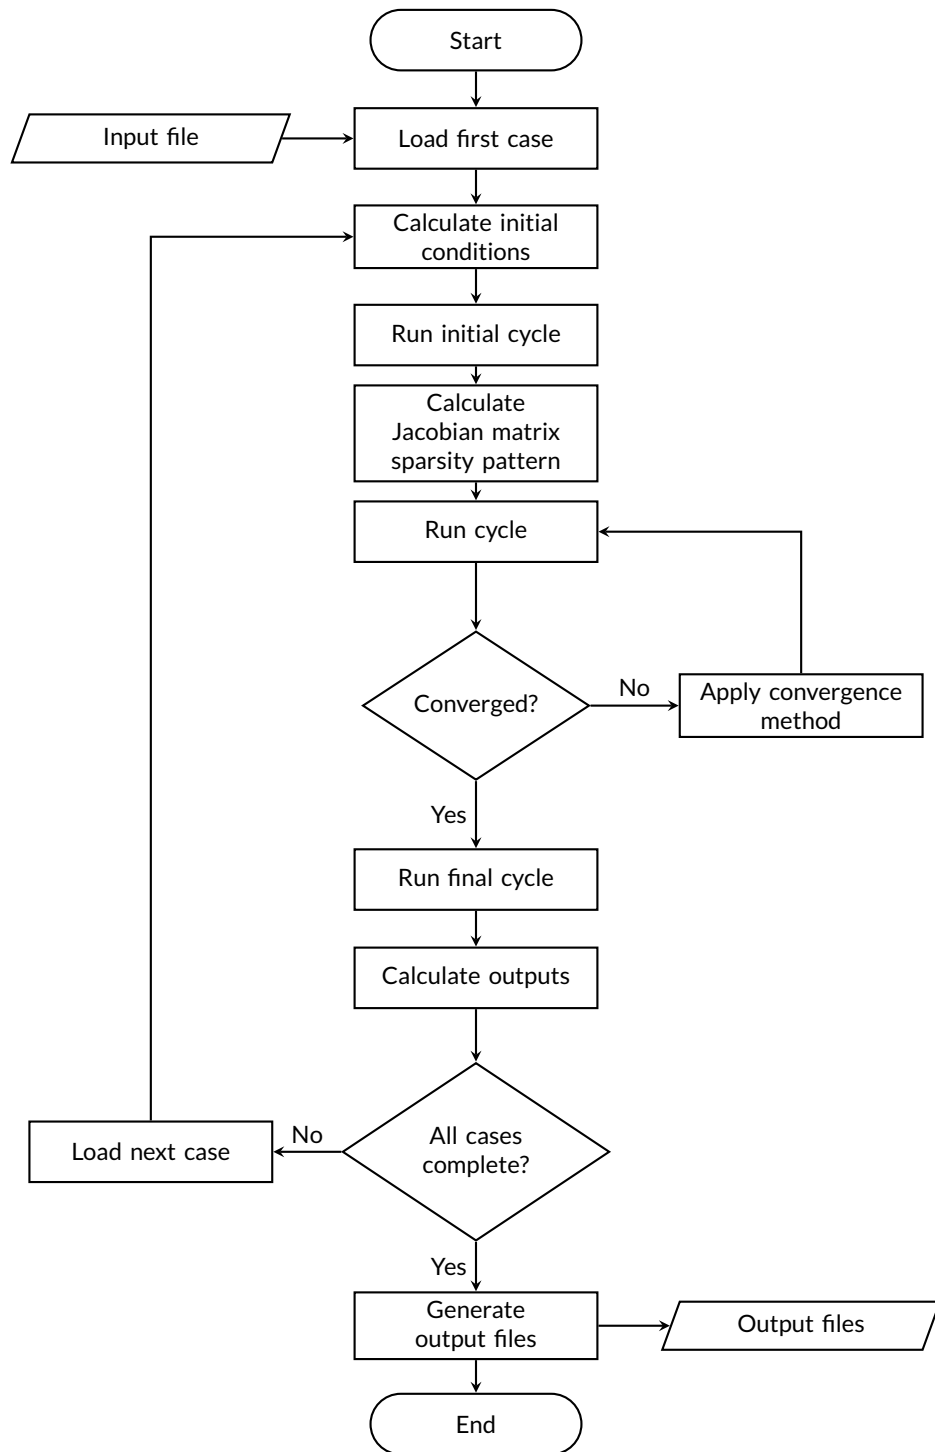 Start
Input file
Load first case
Calculate initial
conditions
Run initial cycle
Calculate
Jacobian matrix
sparsity pattern
Run cycle
Converged?
No
Apply convergence
method
Yes
Run final cycle
Calculate outputs
All cases
complete?
No
Load next case
Yes
Generate
output files
Output files
End